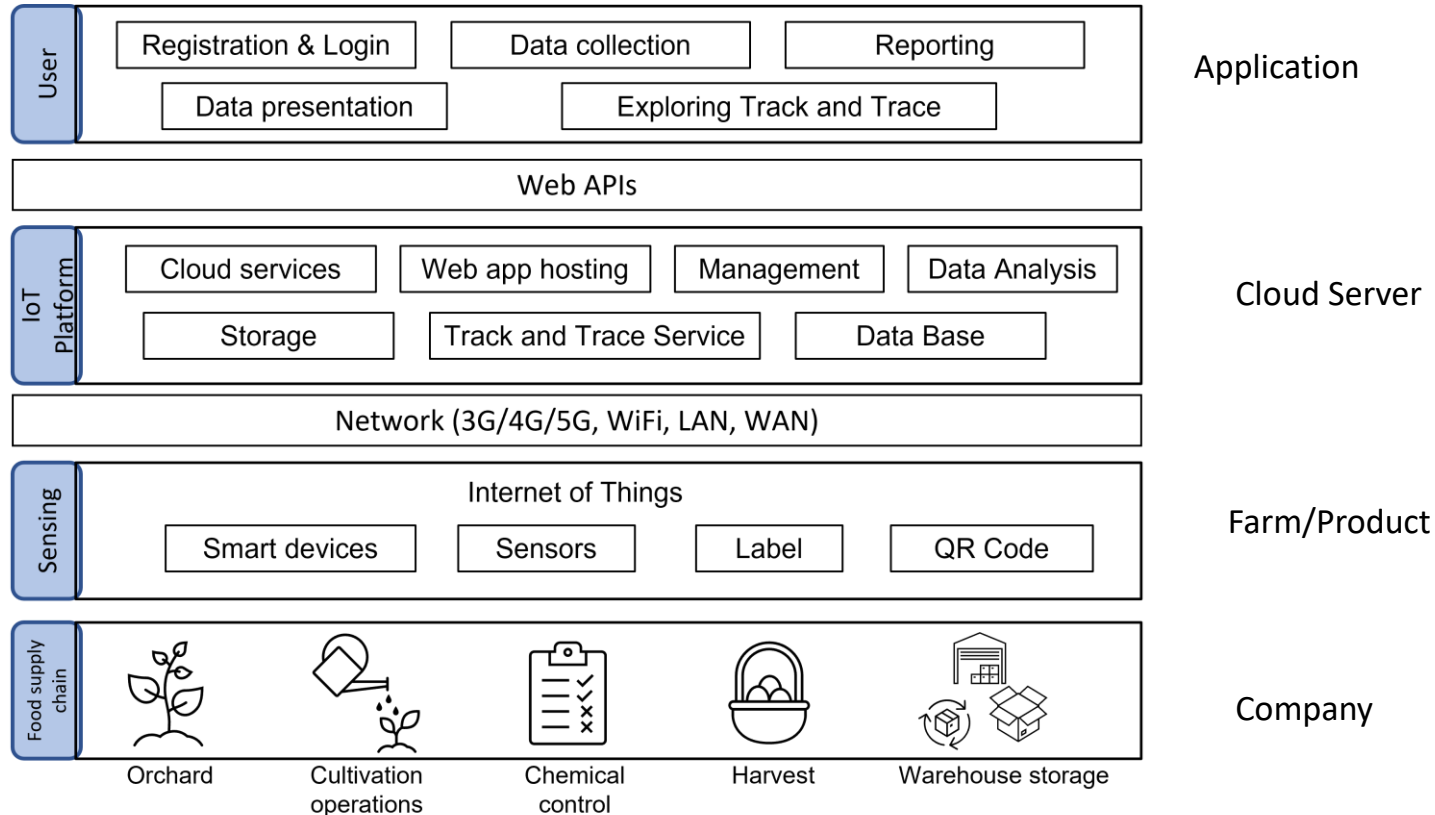 User
Registration & Login
Data collection
Reporting
Application
Data presentation
Exploring Track and Trace
Web APIs
IoT
Platform
Cloud services
Web app hosting
Management
Data Analysis
Cloud Server
Storage
Track and Trace Service
Data Base
Network (3G/4G/5G, WiFi, LAN, WAN)
Sensing
Internet of Things
Farm/Product
Smart devices
Sensors
Label
QR Code
Food supply
chain
Company
Orchard
Cultivation
operations
Chemical
control
Harvest
Warehouse storage